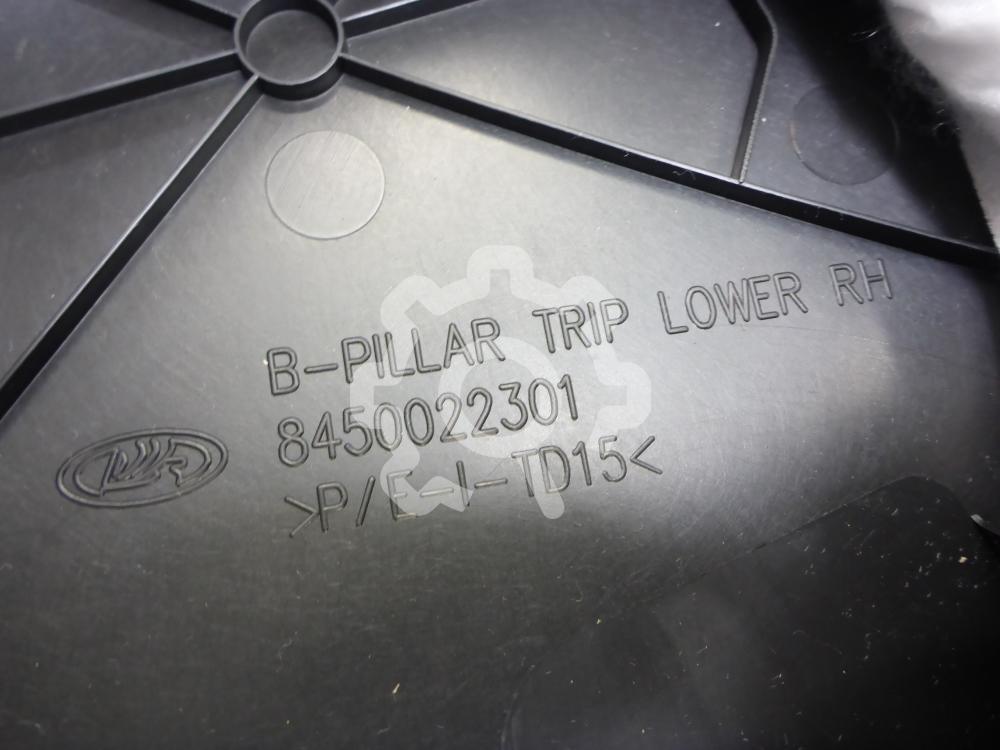 B-PILLAR TRIP LOWER RH
8450022301
>P/E-I-TD15<